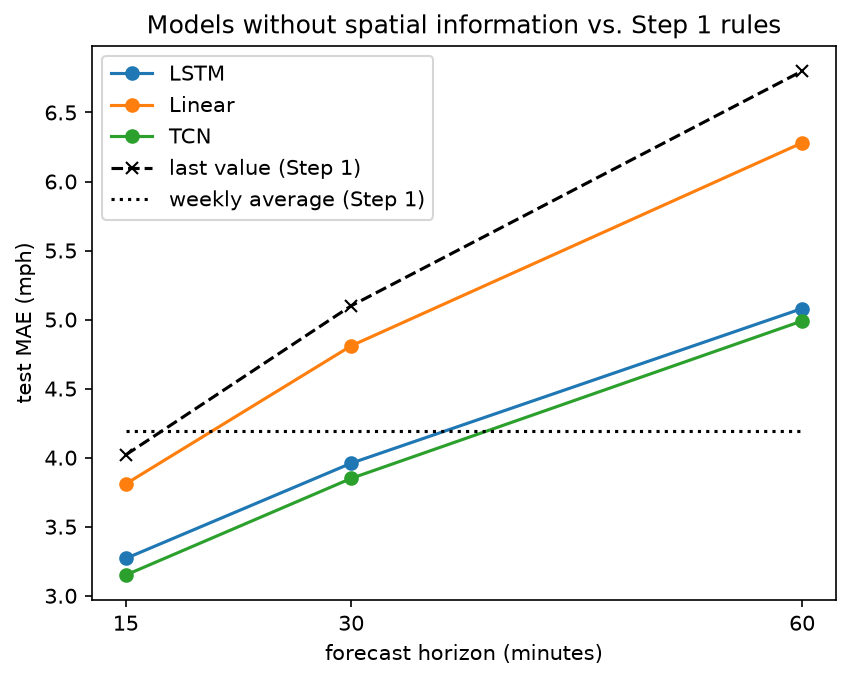 Models without spatial information vs. Step 1 rules
LSTM
Linear
TCN
last value (Step 1)
weekly average (Step 1)
test MAE (mph)
6.5
6.0
5.5
5.0
4.5
4.0
3.5
3.0
15
30
60
forecast horizon (minutes)